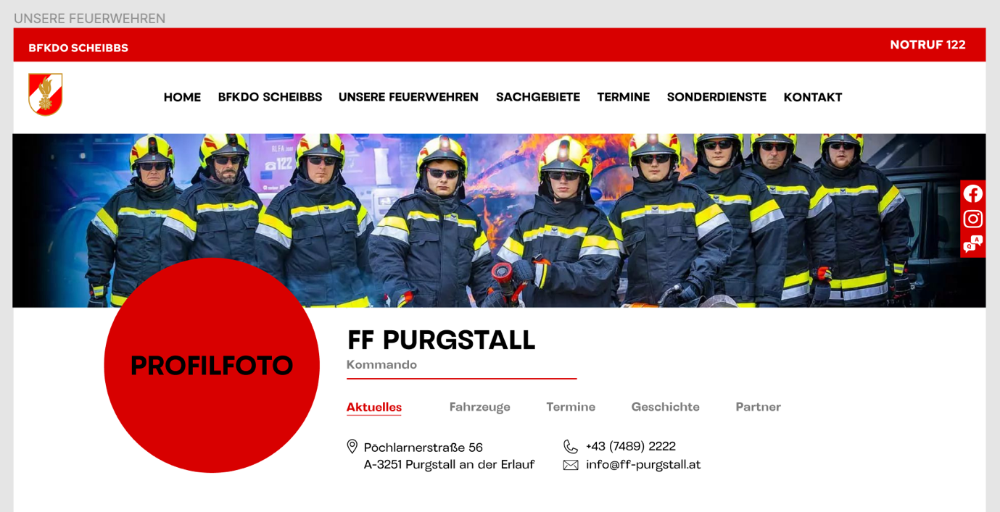 UNSERE FEUERWEHREN
BFKDO SCHEIBBS
NOTRUF 122
HOME BFKDO SCHEIBBS UNSERE FEUERWEHREN SACHGEBIETE TERMINE SONDERDIENSTE KONTAKT
122
A
Q
PROFILFOTO
FF PURGSTALL
Kommando
Aktuelles Fahrzeuge Termine Geschichte Partner
Pöchlarnerstraße 56
A-3251 Purgstall an der Erlauf
+43 (7489) 2222
info@ff-purgstall.at